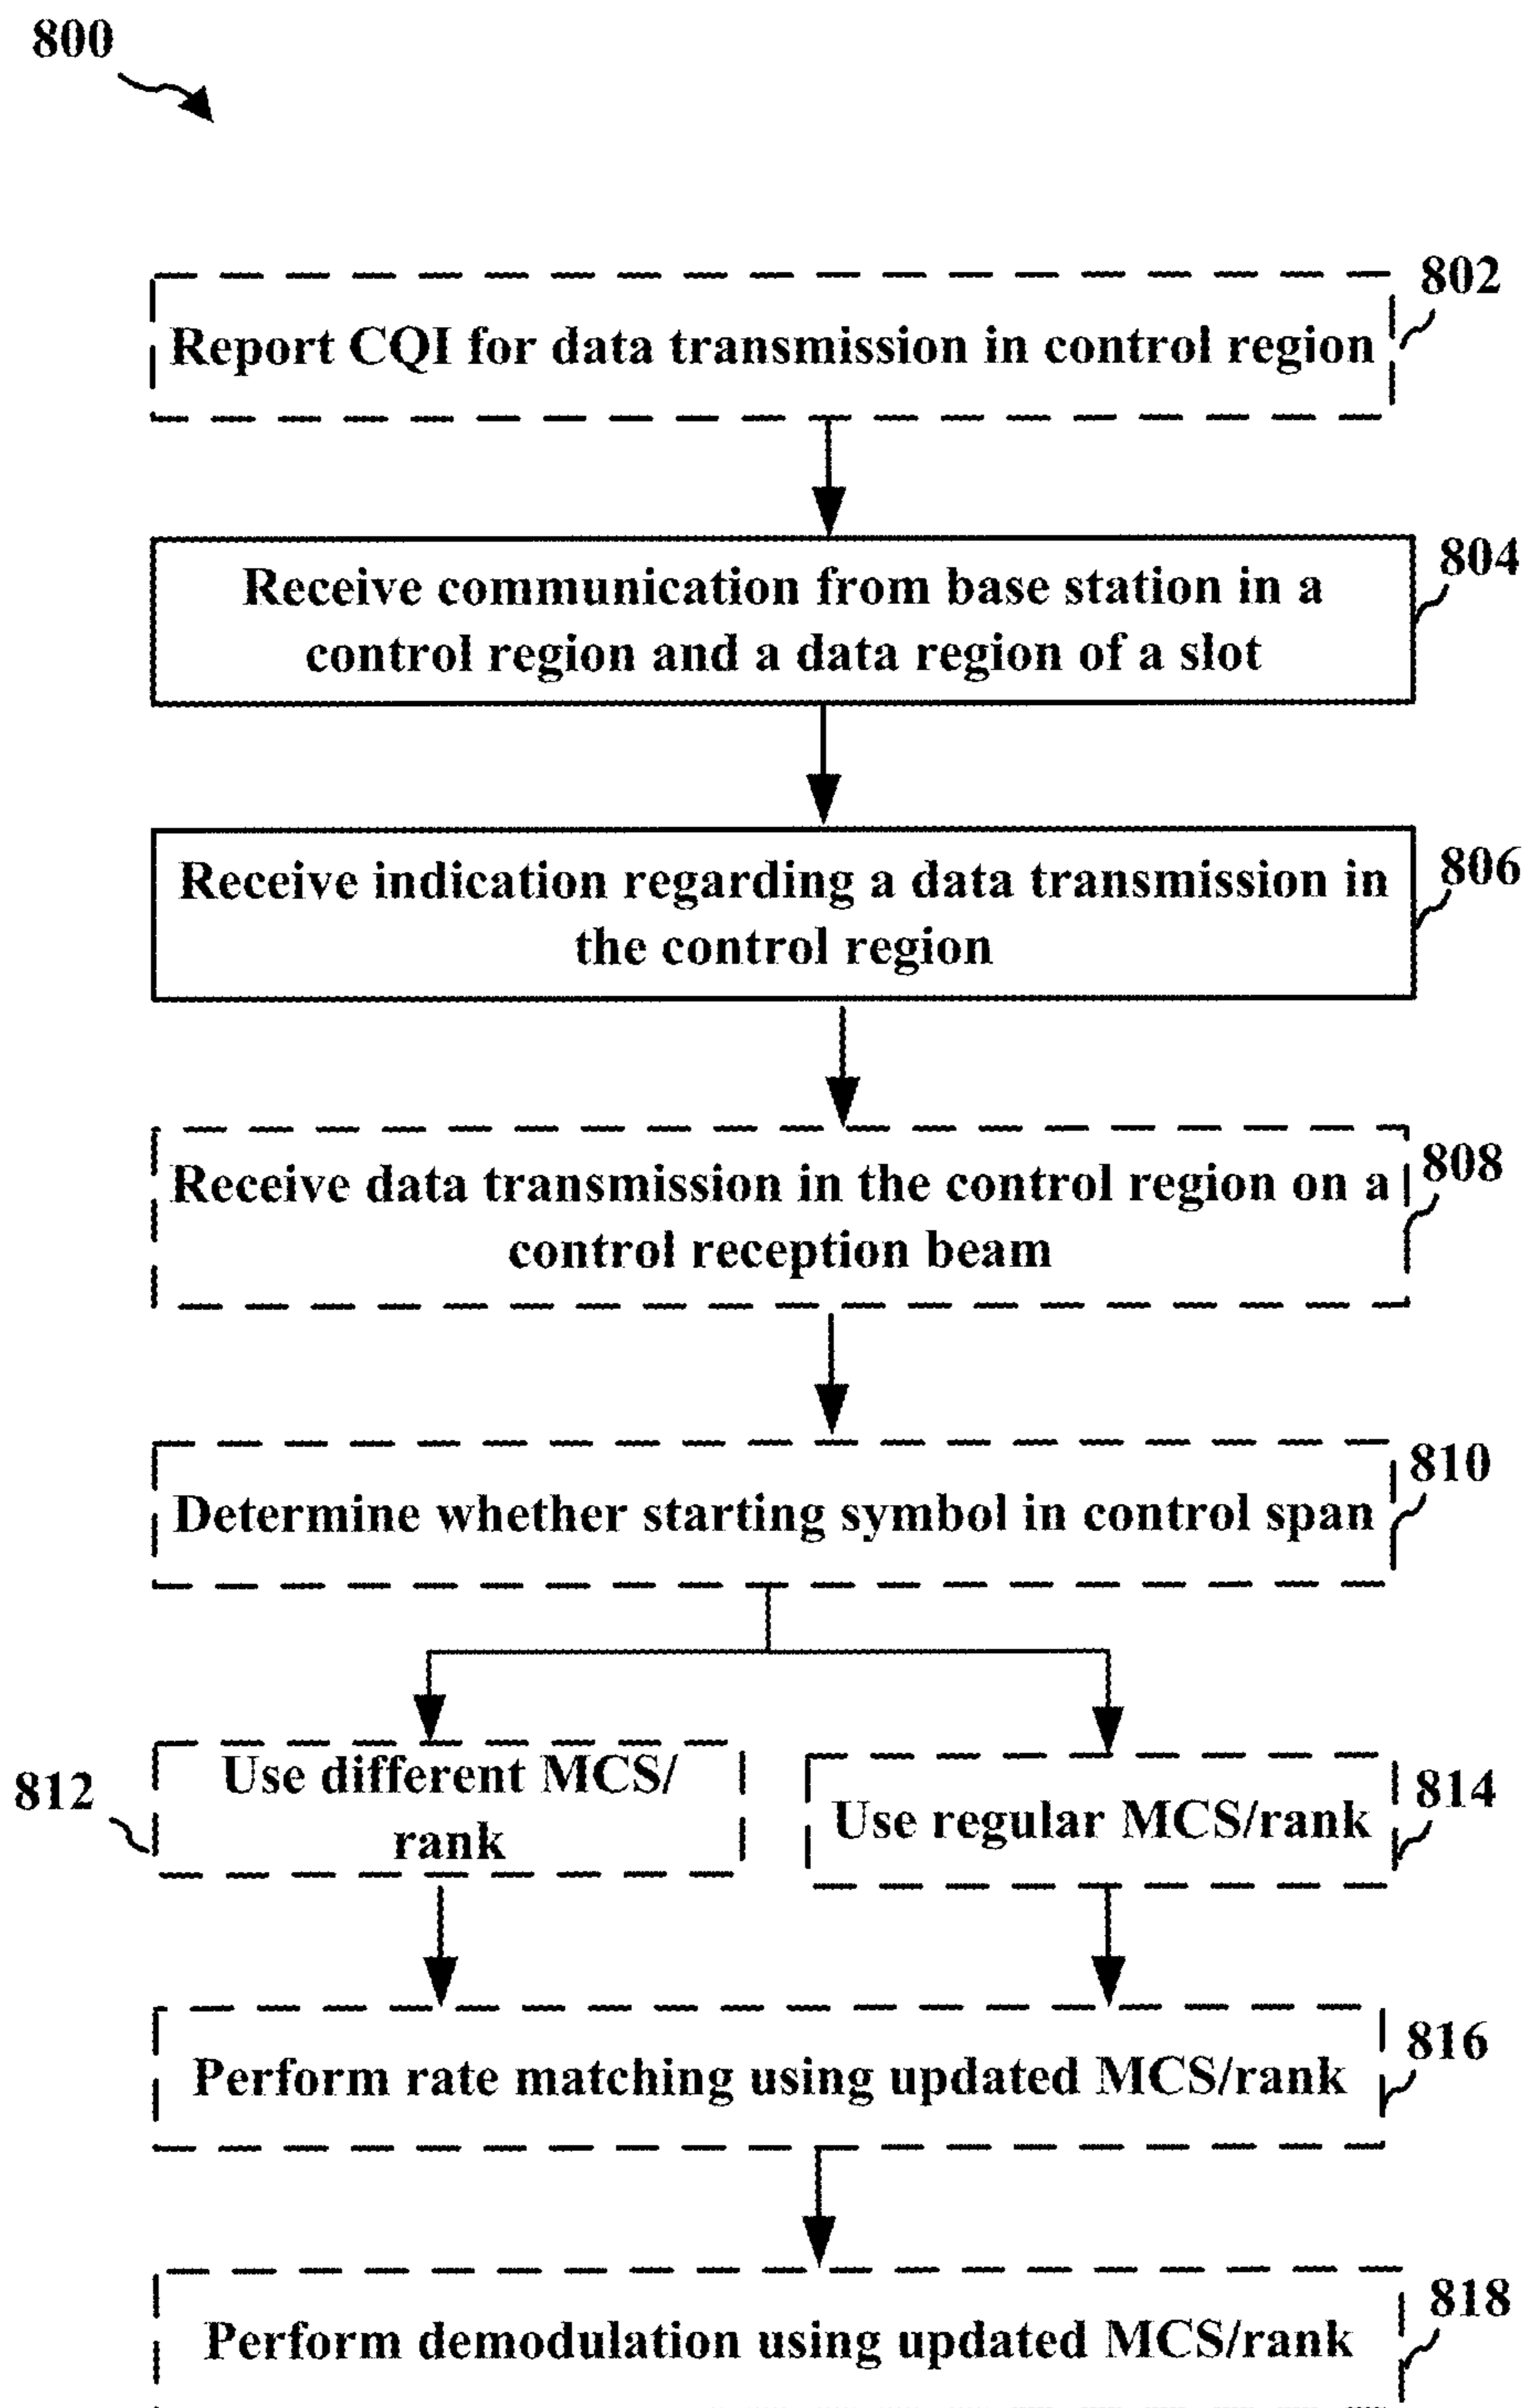 800
802
Report CQI for data transmission in control region
804
Receive communication from base station in a
control region and a data region of a slot
806
Receive indication regarding a data transmission in
the control region
808
Receive data transmission in the control region on a
control reception beam
810
Determine whether starting symbol in control span
812
Use different MCS/
rank
814
Use regular MCS/rank
816
Perform rate matching using updated MCS/rank
818
Perform demodulation using updated MCS/rank